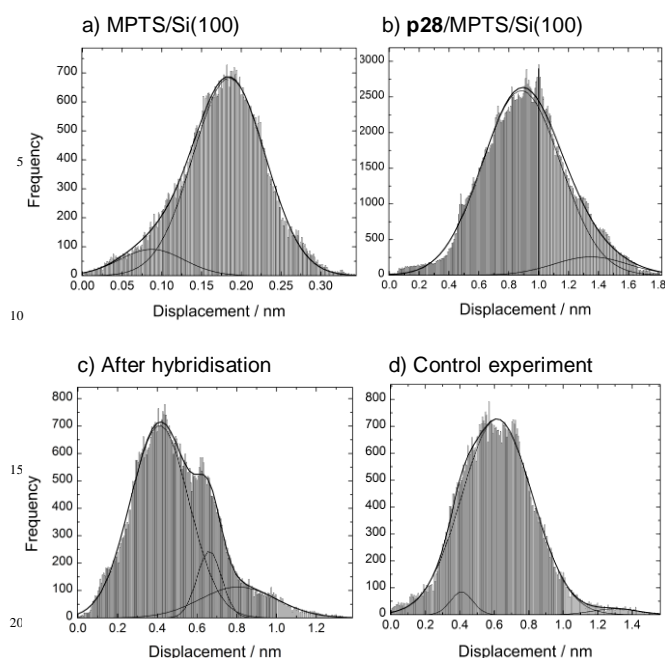 a) MPTS/Si(100)
b) p28/MPTS/Si(100)
700
600
500
400
300
200
100
0
0.00 0.05 0.10 0.15 0.20 0.25 0.30
Displacement / nm
Frequency
3000
2500
2000
1500
1000
500
0
0.0 0.2 0.4 0.6 0.8 1.0 1.2 1.4 1.6 1.8
Displacement / nm
5
10
c) After hybridisation
d) Control experiment
800
700
600
500
400
300
200
100
0
0.0 0.2 0.4 0.6 0.8 1.0 1.2
Displacement / nm
Frequency
800
700
600
500
400
300
200
100
0
0.0 0.2 0.4 0.6 0.8 1.0 1.2 1.4 1.6
Displacement / nm
15
20